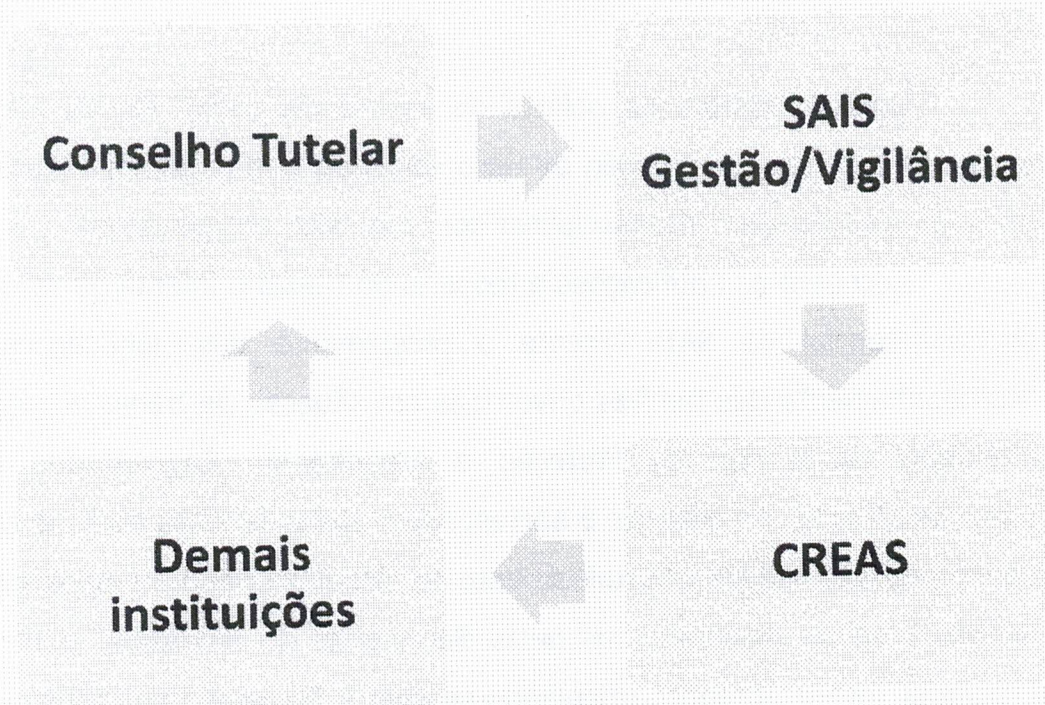 Conselho Tutelar
SAIS
Gestão/Vigilância
CREAS
Demais
instituições